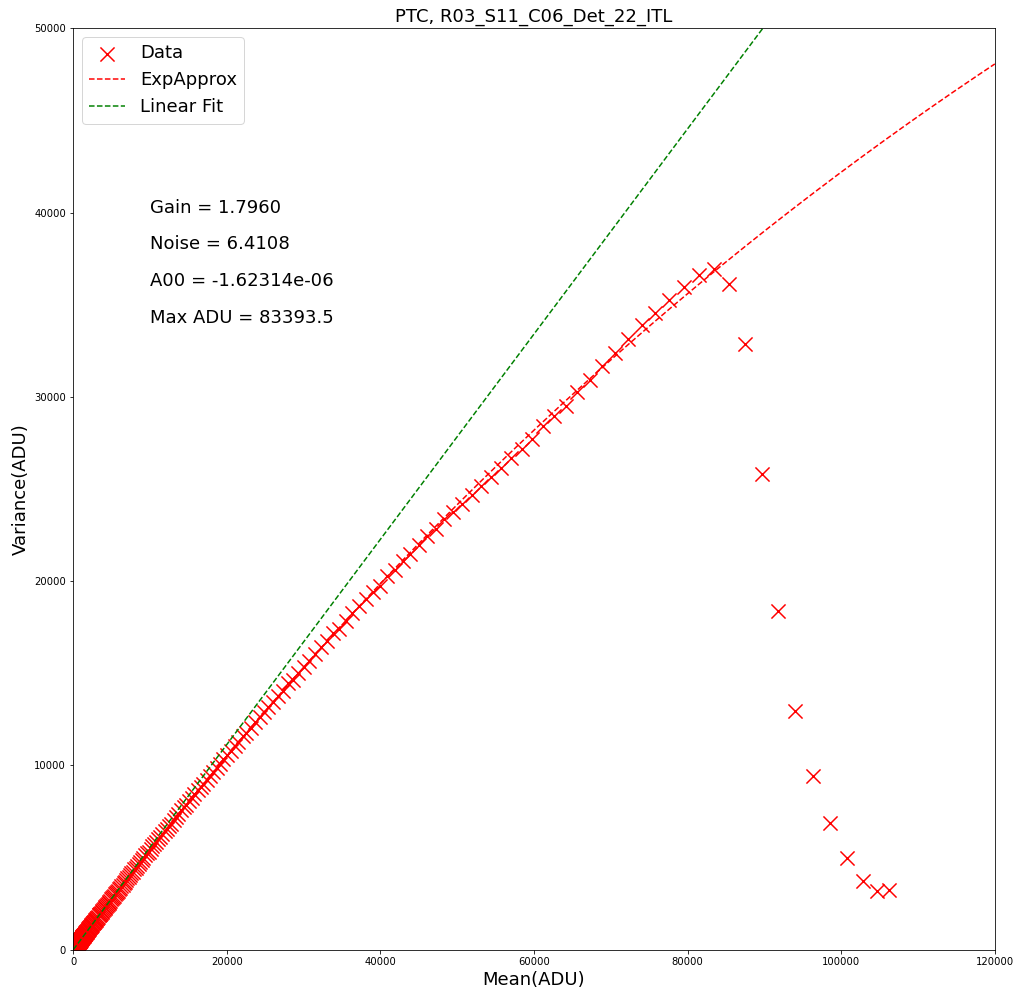 PTC, R03_S11_C06_Det_22_ITL
Data
ExpApprox
Linear Fit
Gain = 1.7960
Noise = 6.4108
A00 = -1.62314e-06
Max ADU = 83393.5
Variance(ADU)
50000
40000
30000
20000
10000
0
0 20000 40000 60000 80000 100000 120000
Mean(ADU)